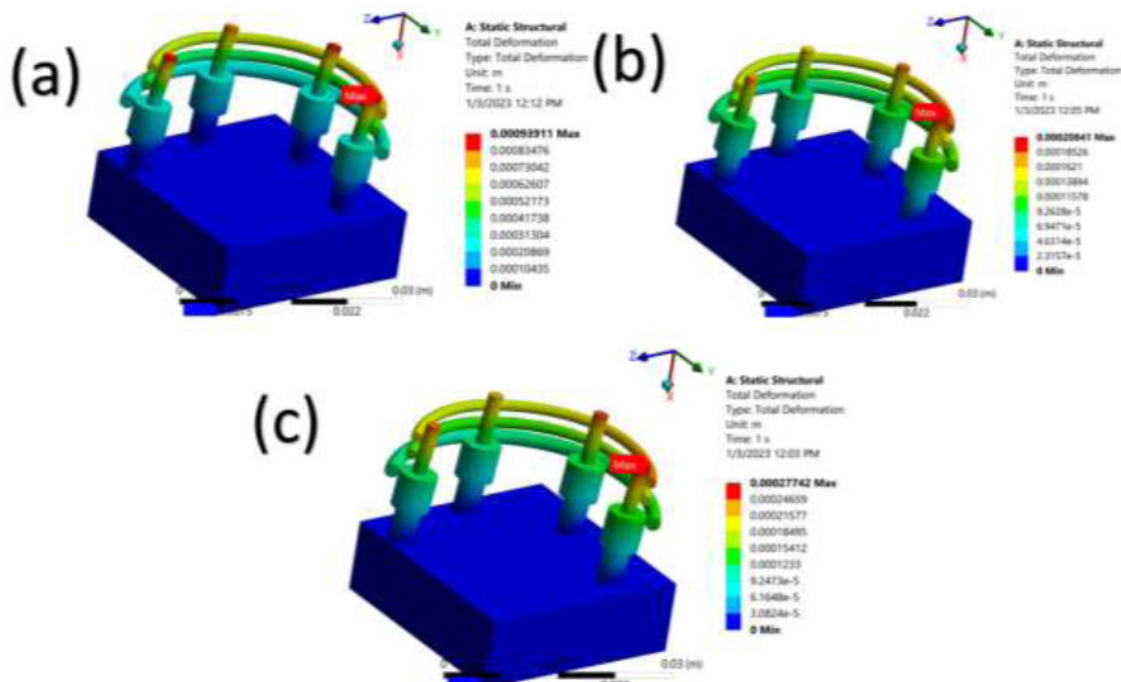 (a)
Z
Y
X
A: Static Structural
Total Deformation
Type: Total Deformation
Unit: m
Time: 1 s
1/3/2023 12:12 PM
Max
0.00093911 Max
0.00083476
0.00073042
0.00062607
0.00052173
0.00041738
0.00031304
0.00020869
0.00010435
0 Min
0.03 (m)
0.022
(b)
Z
Y
X
A: Static Structural
Total Deformation
Type: Total Deformation
Unit: m
Time: 1 s
1/3/2023 12:05 PM
Max
0.00020841 Max
0.00018526
0.0001621
0.00013894
0.00011578
9.2628e-5
6.9471e-5
4.6314e-5
2.3157e-5
0 Min
0.03 (m)
0.022
(c)
Z
Y
X
A: Static Structural
Total Deformation
Type: Total Deformation
Unit: m
Time: 1 s
1/3/2023 12:03 PM
Max
0.00027742 Max
0.00024659
0.00021577
0.00018495
0.00015412
0.0001233
9.2473e-5
6.1648e-5
3.0824e-5
0 Min
0.03 (m)